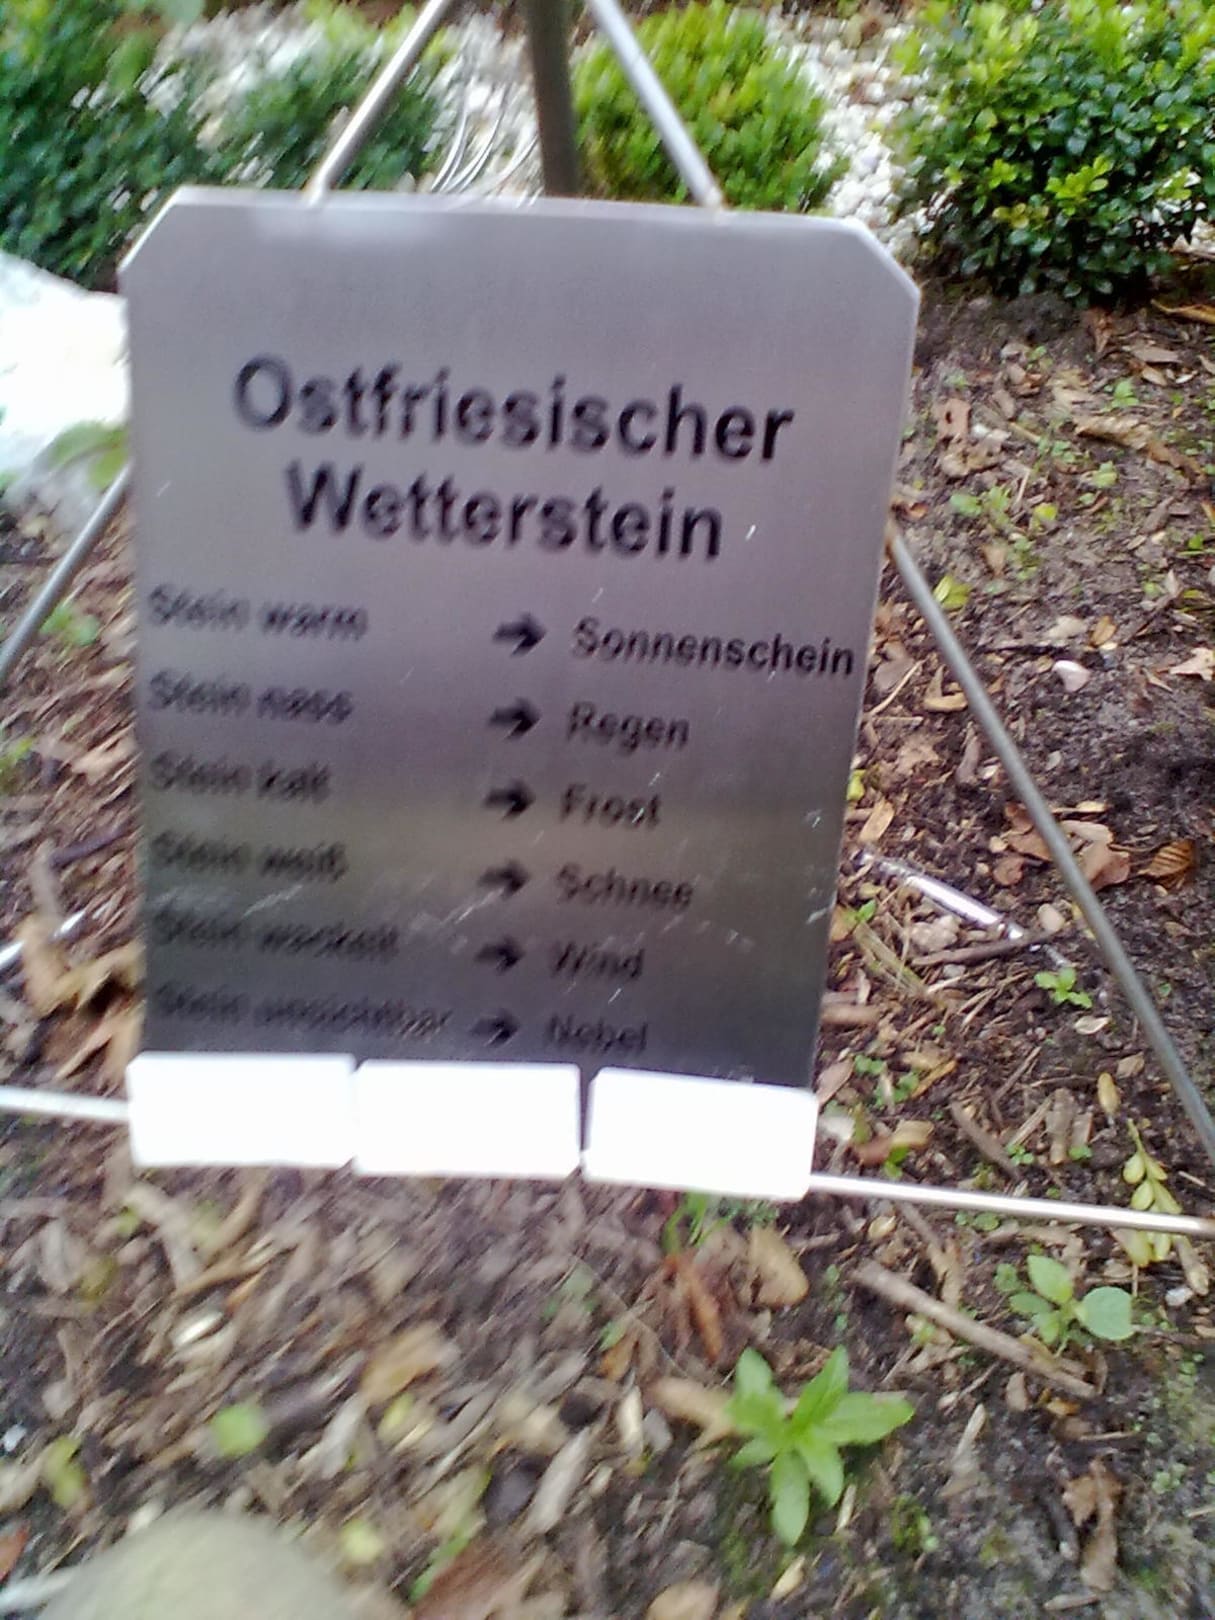 Ostfriesischer
Wetterstein
Stein warm → Sonnenschein
Stein nass → Regen
Stein kalt → Frost
Stein weiß → Schnee
Stein wackelt → Wind
Stein unsichtbar → Nebel